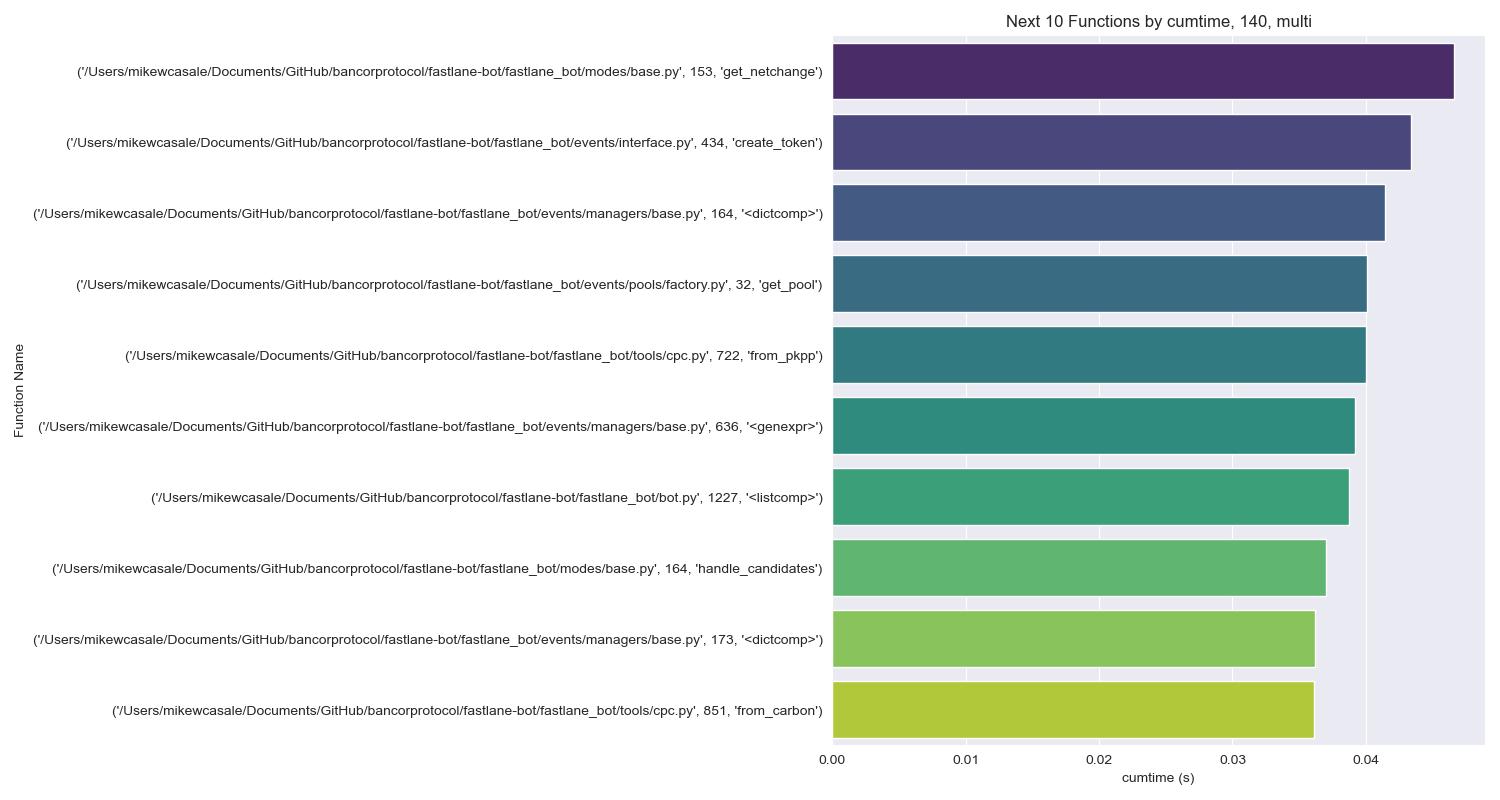 Next 10 Functions by cumtime, 140, multi
('/Users/mikewcasale/Documents/GitHub/bancorprotocol/fastlane-bot/fastlane_bot/modes/base.py', 153, 'get_netchange')
('/Users/mikewcasale/Documents/GitHub/bancorprotocol/fastlane-bot/fastlane_bot/events/interface.py', 434, 'create_token')
('/Users/mikewcasale/Documents/GitHub/bancorprotocol/fastlane-bot/fastlane_bot/events/managers/base.py', 164, '<dictcomp>')
('/Users/mikewcasale/Documents/GitHub/bancorprotocol/fastlane-bot/fastlane_bot/events/pools/factory.py', 32, 'get_pool')
('/Users/mikewcasale/Documents/GitHub/bancorprotocol/fastlane-bot/fastlane_bot/tools/cpc.py', 722, 'from_pkpp')
('/Users/mikewcasale/Documents/GitHub/bancorprotocol/fastlane-bot/fastlane_bot/events/managers/base.py', 636, '<genexpr>')
('/Users/mikewcasale/Documents/GitHub/bancorprotocol/fastlane-bot/fastlane_bot/bot.py', 1227, '<listcomp>')
('/Users/mikewcasale/Documents/GitHub/bancorprotocol/fastlane-bot/fastlane_bot/modes/base.py', 164, 'handle_candidates')
('/Users/mikewcasale/Documents/GitHub/bancorprotocol/fastlane-bot/fastlane_bot/events/managers/base.py', 173, '<dictcomp>')
('/Users/mikewcasale/Documents/GitHub/bancorprotocol/fastlane-bot/fastlane_bot/tools/cpc.py', 851, 'from_carbon')
Function Name
0.00 0.01 0.02 0.03 0.04
cumtime (s)